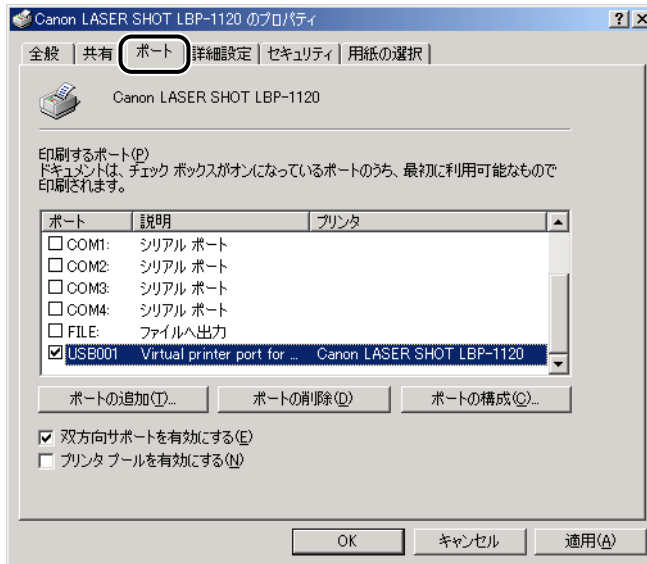 Canon LASER SHOT LBP-1120 のプロパティ
全般 共有 ポート 詳細設定 セキュリティ 用紙の選択
Canon LASER SHOT LBP-1120
印刷するポート(P)
ドキュメントは、チェック ボックスがオンになっているポートのうち、最初に利用可能なもので
印刷されます。
ポート 説明 プリンタ
COM1: シリアル ポート
COM2: シリアル ポート
COM3: シリアル ポート
COM4: シリアル ポート
FILE: ファイルへ出力
USB001 Virtual printer port for ... Canon LASER SHOT LBP-1120
ポートの追加(T)... ポートの削除(D) ポートの構成(C)...
双方向サポートを有効にする(E)
プリンタ プールを有効にする(N)
OK キャンセル 適用(A)